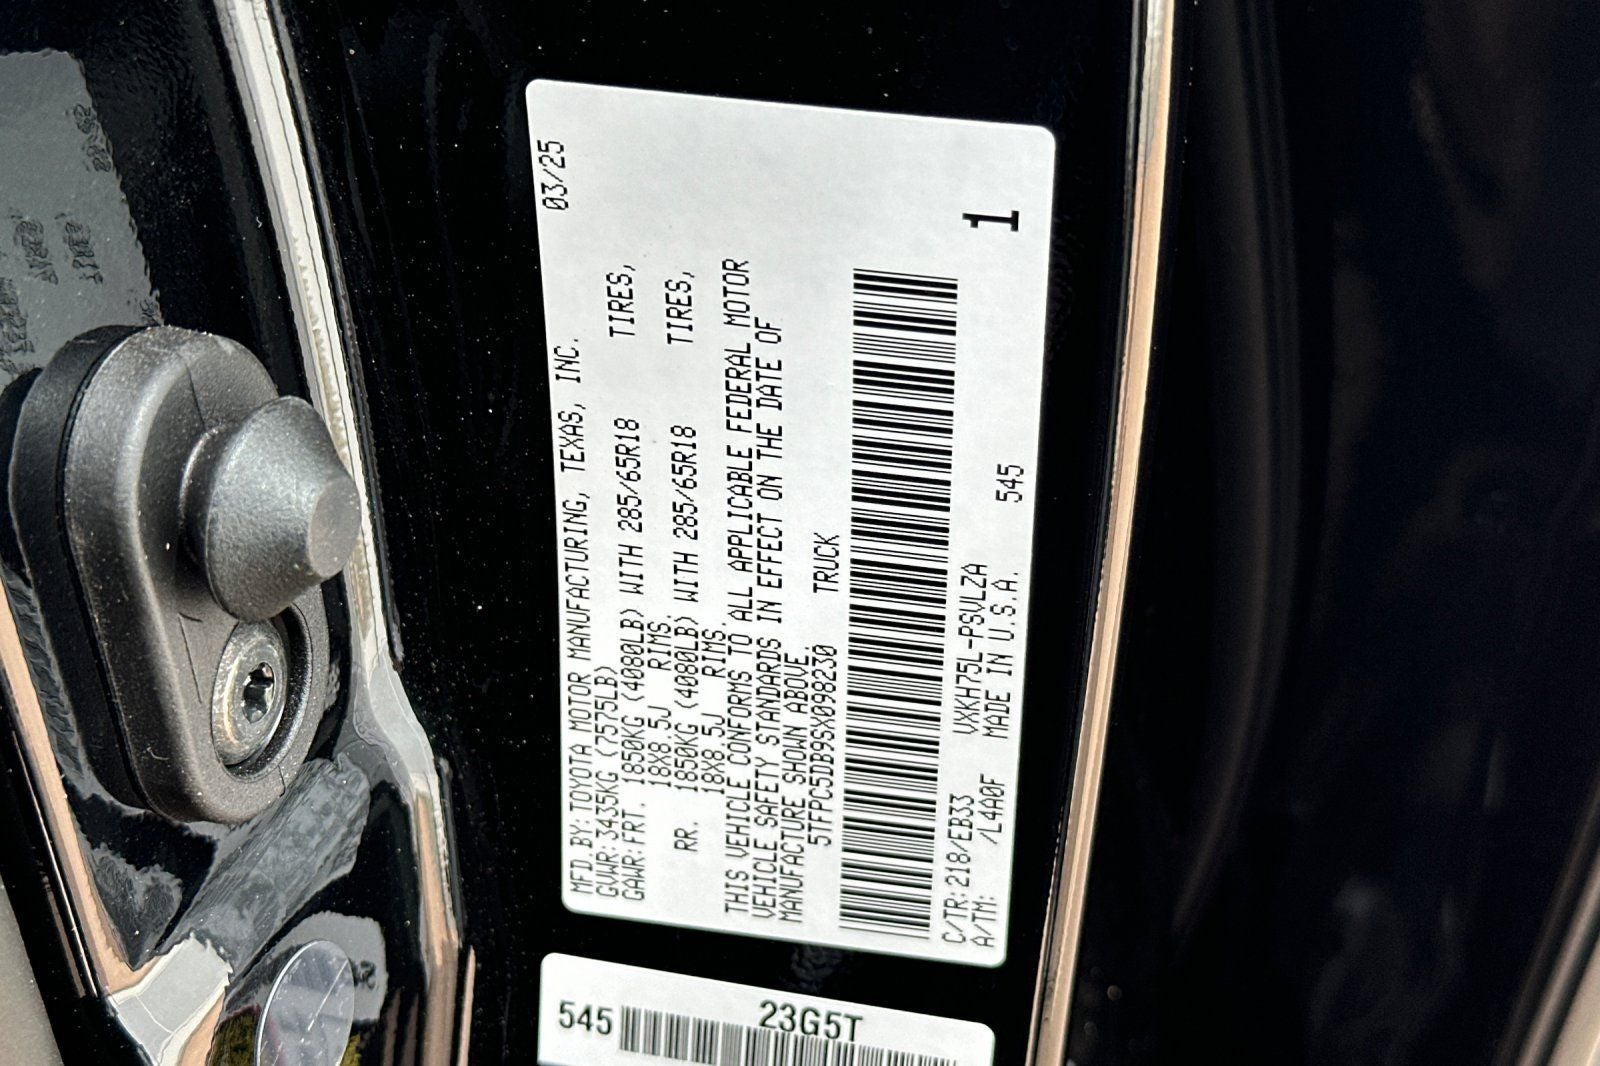 03/25
MFD.BY:TOYOTA MOTOR MANUFACTURING, TEXAS, INC.
GVWR:3435KG(7575LB)
GAWR:FRT. 1850KG(4080LB) WITH 285/65R18 TIRES,
18X8.5J RIMS.
RR. 1850KG(4080LB) WITH 285/65R18 TIRES,
18X8.5J RIMS.
THIS VEHICLE CONFORMS TO ALL APPLICABLE FEDERAL MOTOR
VEHICLE SAFETY STANDARDS IN EFFECT ON THE DATE OF
MANUFACTURE SHOWN ABOVE.
5TFPC5DB9SX098230 TRUCK
1
C/TR:218/EB33 VXKH75L-PSVLZA
A/TM: /L4A0F MADE IN U.S.A. 545
545 23G5T